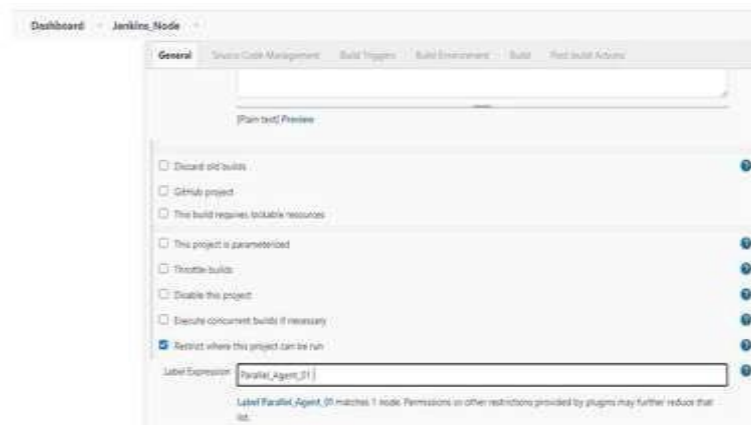 Dashboard Jenkins_Node
General Source Code Management Build Triggers Build Environment Build Post-build Actions
[Plain text] Preview
Discard old builds
GitHub project
This build requires lockable resources
This project is parameterized
Throttle builds
Disable this project
Execute concurrent builds if necessary
Restrict where this project can be run
Label Expression Parallel_Agent_01
Label Parallel_Agent_01 matches 1 node. Permissions or other restrictions provided by plugins may further reduce that
list.